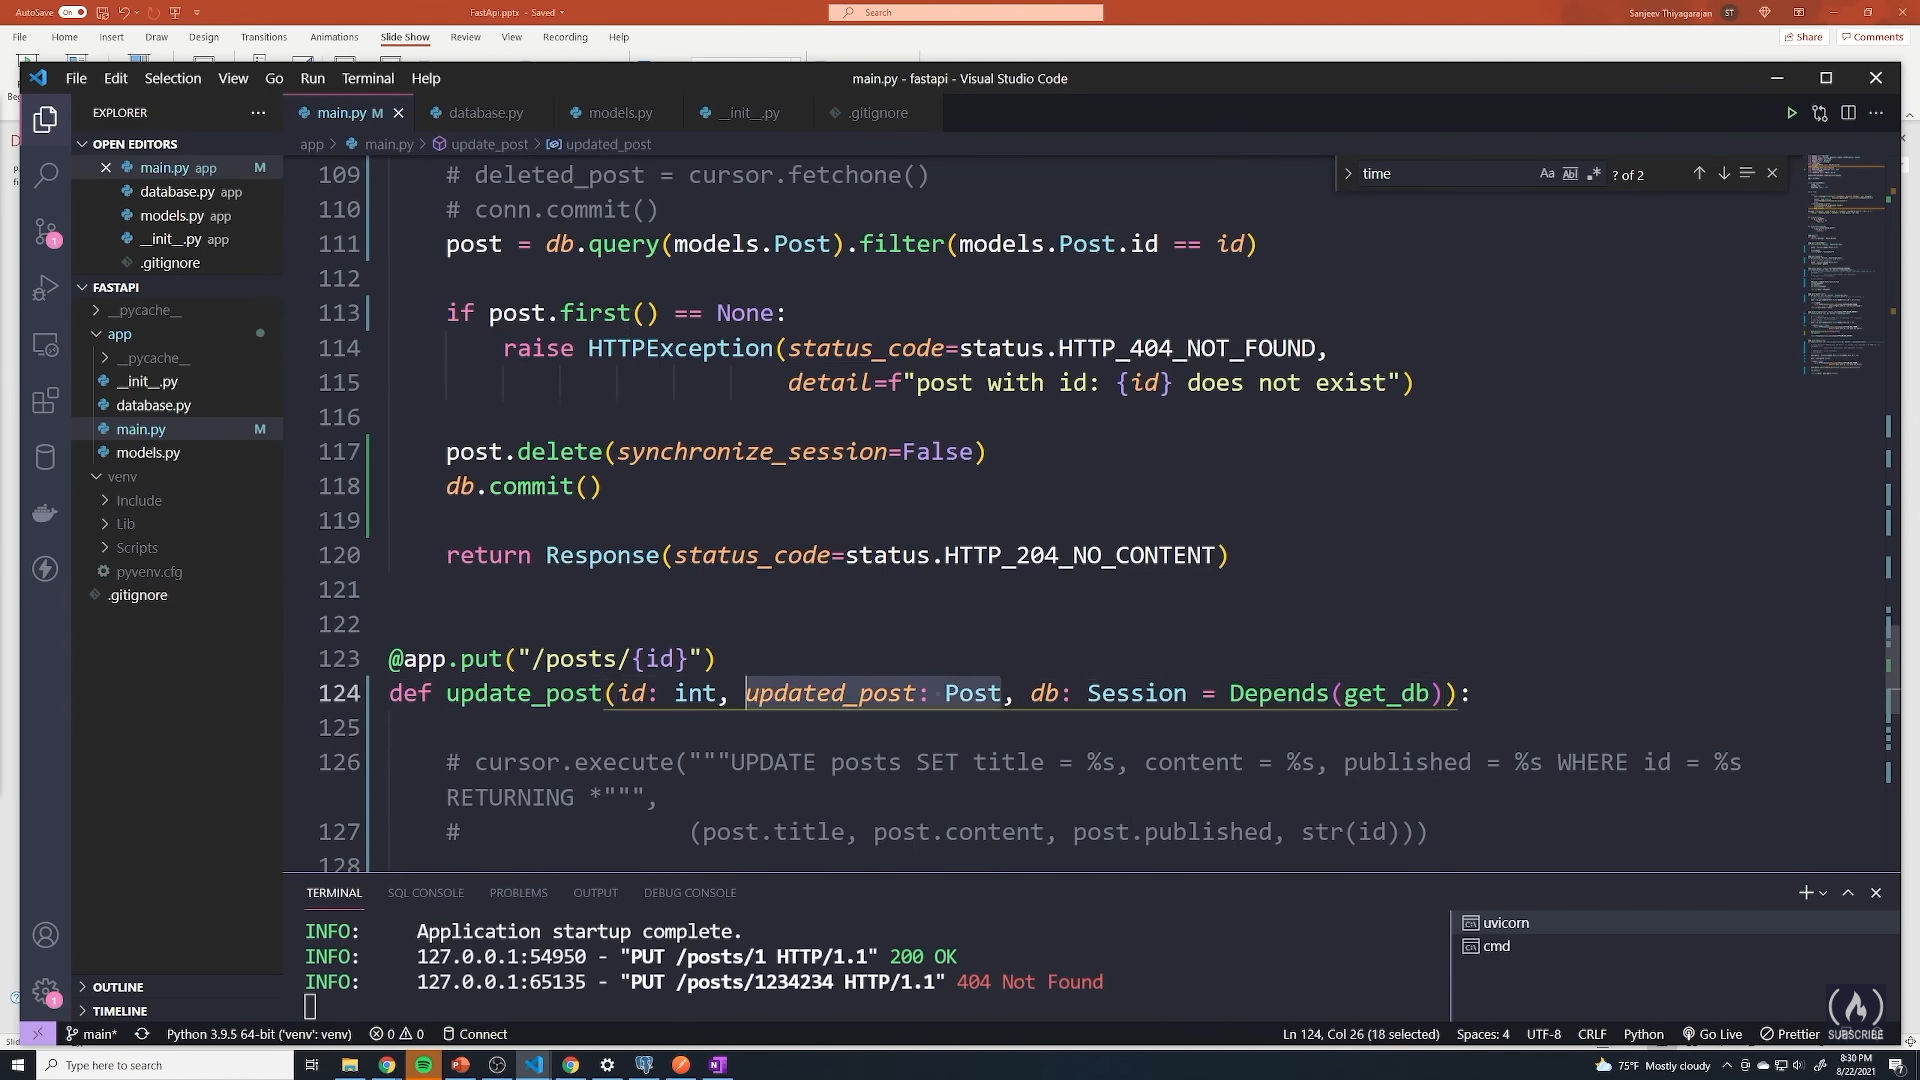 AutoSave On FastApi.pptx - Saved Search Sanjeev Thiyagarajan ST
File Home Insert Draw Design Transitions Animations Slide Show Review View Recording Help Share Comments
File Edit Selection View Go Run Terminal Help main.py - fastapi - Visual Studio Code
EXPLORER
OPEN EDITORS
main.py app M
database.py app
models.py app
__init__.py app
.gitignore
FASTAPI
__pycache__
app
__pycache__
__init__.py
database.py
main.py M
models.py
venv
Include
Lib
Scripts
pyvenv.cfg
.gitignore
OUTLINE
TIMELINE
main.py M database.py models.py __init__.py .gitignore
app > main.py > update_post > updated_post
time Aa Abl .* ? of 2
109 # deleted_post = cursor.fetchone()
110 # conn.commit()
111 post = db.query(models.Post).filter(models.Post.id == id)
112
113 if post.first() == None:
114 raise HTTPException(status_code=status.HTTP_404_NOT_FOUND,
115 detail=f"post with id: {id} does not exist")
116
117 post.delete(synchronize_session=False)
118 db.commit()
119
120 return Response(status_code=status.HTTP_204_NO_CONTENT)
121
122
123 @app.put("/posts/{id}")
124 def update_post(id: int, updated_post: Post, db: Session = Depends(get_db)):
125
126 # cursor.execute("""UPDATE posts SET title = %s, content = %s, published = %s WHERE id = %s
RETURNING *""",
127 # (post.title, post.content, post.published, str(id)))
128
TERMINAL SQL CONSOLE PROBLEMS OUTPUT DEBUG CONSOLE
INFO: Application startup complete.
INFO: 127.0.0.1:54950 - "PUT /posts/1 HTTP/1.1" 200 OK
INFO: 127.0.0.1:65135 - "PUT /posts/1234234 HTTP/1.1" 404 Not Found
uvicorn
cmd
SUBSCRIBE
main* Python 3.9.5 64-bit ('venv': venv) 0 0 Connect Ln 124, Col 26 (18 selected) Spaces: 4 UTF-8 CRLF Python Go Live Prettier
Type here to search 75°F Mostly cloudy 8:30 PM
8/22/2021